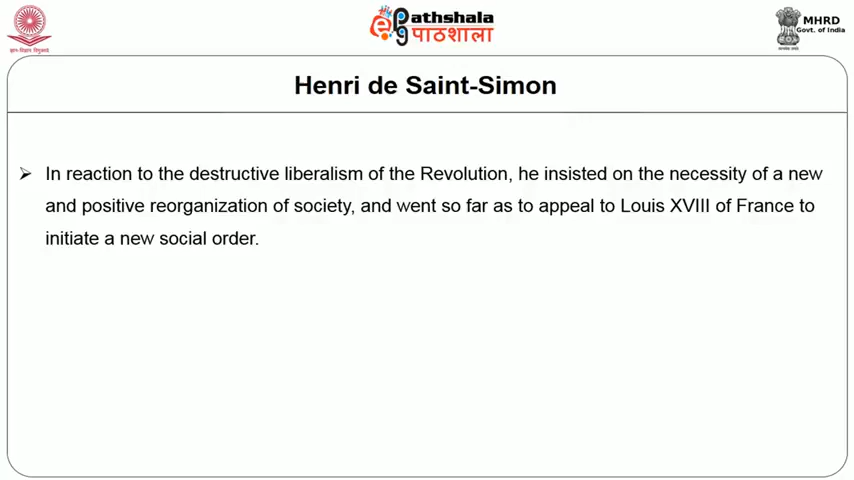 ePathshala
पाठशाला
MHRD
Govt. of India
Henri de Saint-Simon
In reaction to the destructive liberalism of the Revolution, he insisted on the necessity of a new
and positive reorganization of society, and went so far as to appeal to Louis XVIII of France to
initiate a new social order.